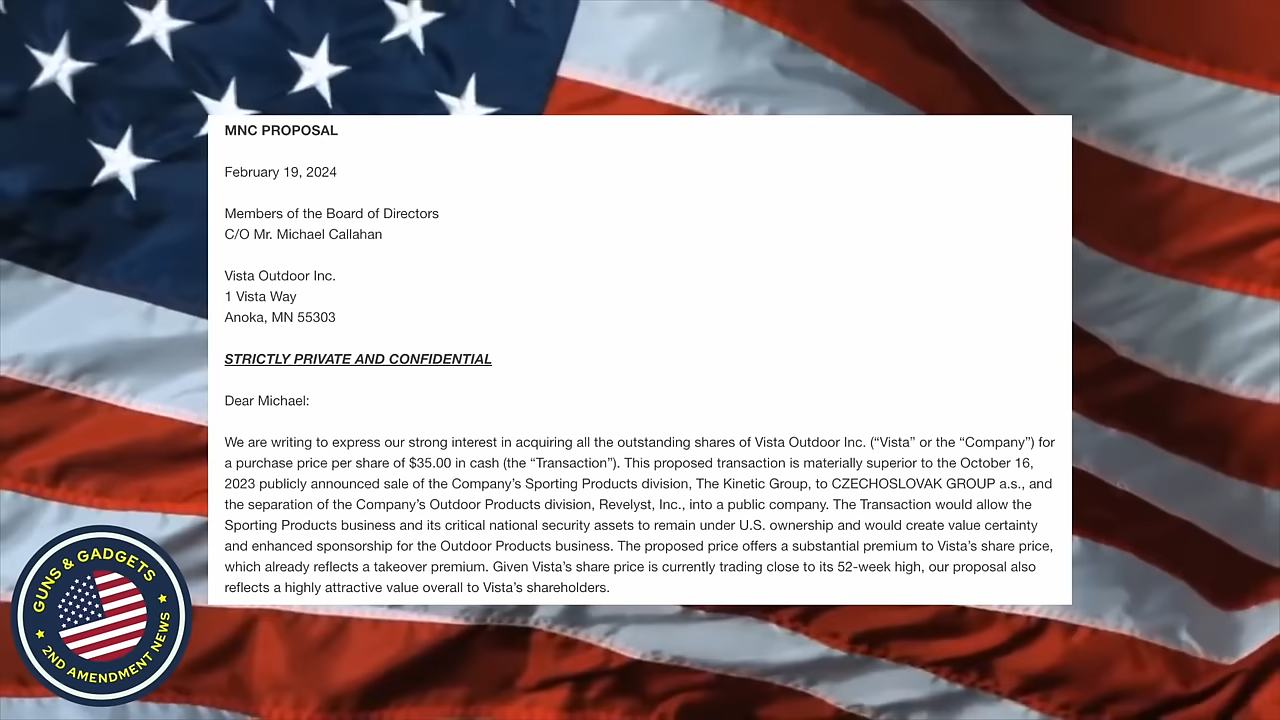 MNC PROPOSAL
February 19, 2024
Members of the Board of Directors
C/O Mr. Michael Callahan
Vista Outdoor Inc.
1 Vista Way
Anoka, MN 55303
STRICTLY PRIVATE AND CONFIDENTIAL
Dear Michael:
We are writing to express our strong interest in acquiring all the outstanding shares of Vista Outdoor Inc. (“Vista” or the “Company”) for
a purchase price per share of $35.00 in cash (the “Transaction”). This proposed transaction is materially superior to the October 16,
2023 publicly announced sale of the Company’s Sporting Products division, The Kinetic Group, to CZECHOSLOVAK GROUP a.s., and
the separation of the Company’s Outdoor Products division, Revelyst, Inc., into a public company. The Transaction would allow the
Sporting Products business and its critical national security assets to remain under U.S. ownership and would create value certainty
and enhanced sponsorship for the Outdoor Products business. The proposed price offers a substantial premium to Vista’s share price,
which already reflects a takeover premium. Given Vista’s share price is currently trading close to its 52-week high, our proposal also
reflects a highly attractive value overall to Vista’s shareholders.
GUNS & GADGETS
2ND AMENDMENT NEWS